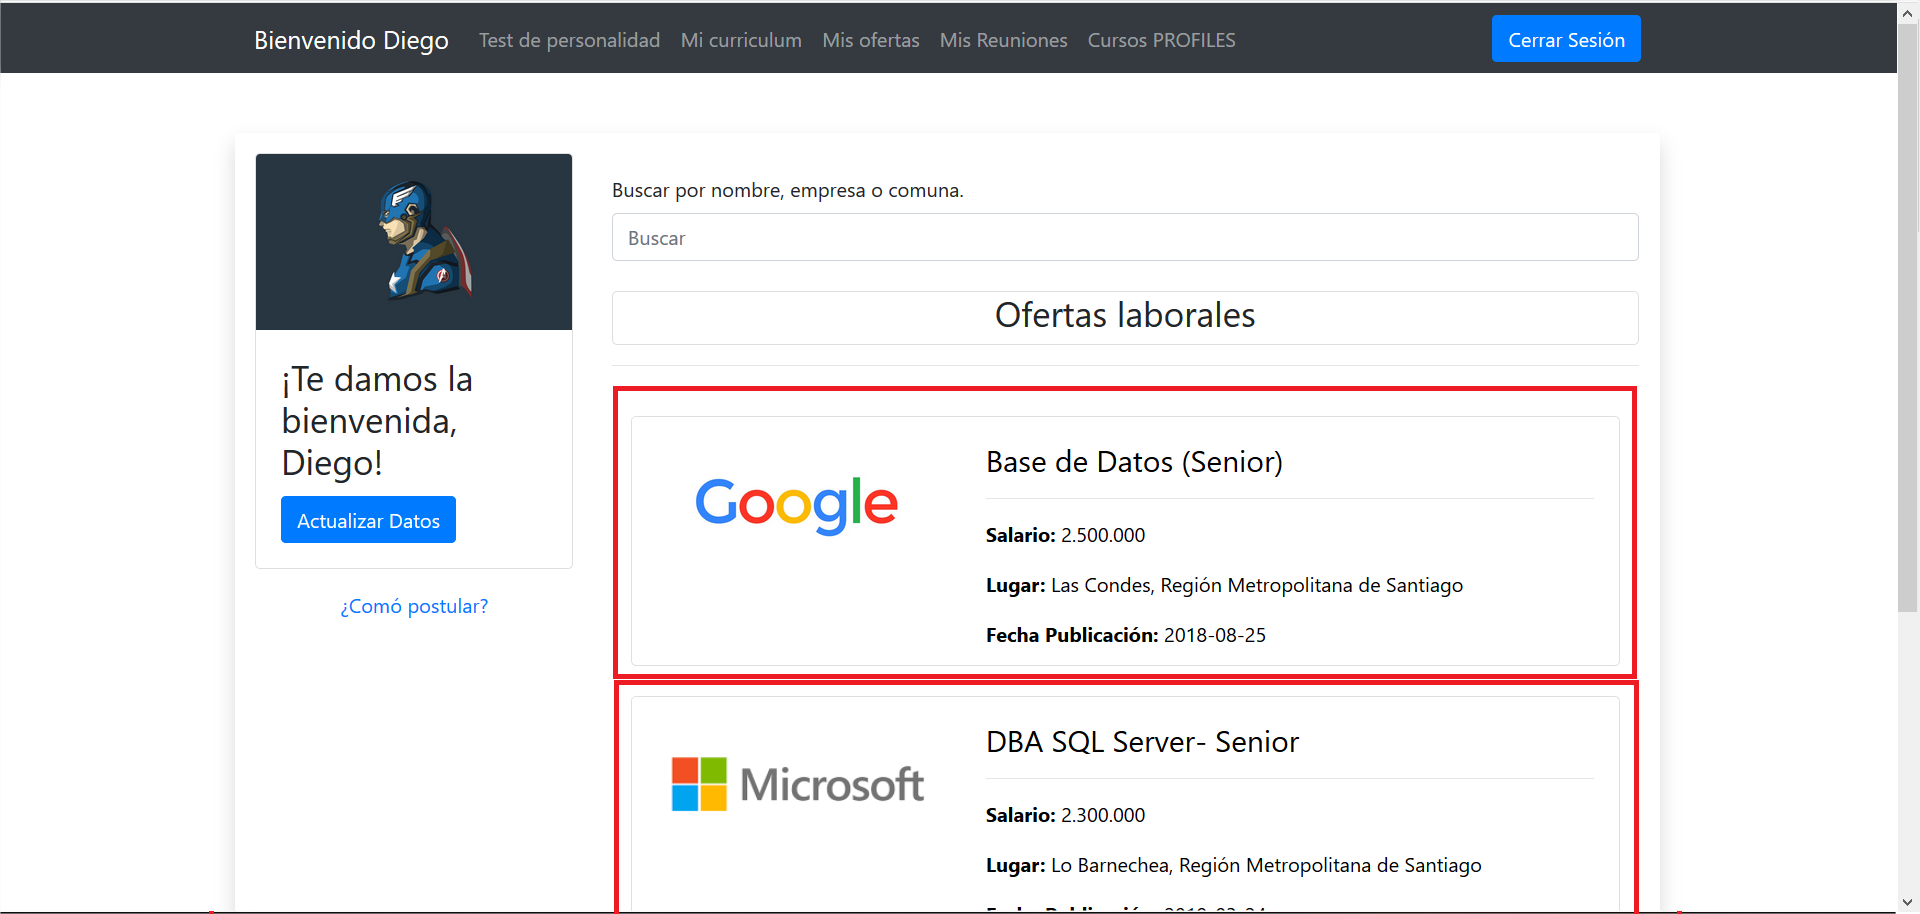 Bienvenido Diego
Test de personalidad
Mi curriculum
Mis ofertas
Mis Reuniones
Cursos PROFILES
Cerrar Sesión
¡Te damos la
bienvenida,
Diego!
Actualizar Datos
¿Comó postular?
Buscar por nombre, empresa o comuna.
Buscar
Ofertas laborales
Google
Base de Datos (Senior)
Salario: 2.500.000
Lugar: Las Condes, Región Metropolitana de Santiago
Fecha Publicación: 2018-08-25
Microsoft
DBA SQL Server- Senior
Salario: 2.300.000
Lugar: Lo Barnechea, Región Metropolitana de Santiago
Fecha Publicación: